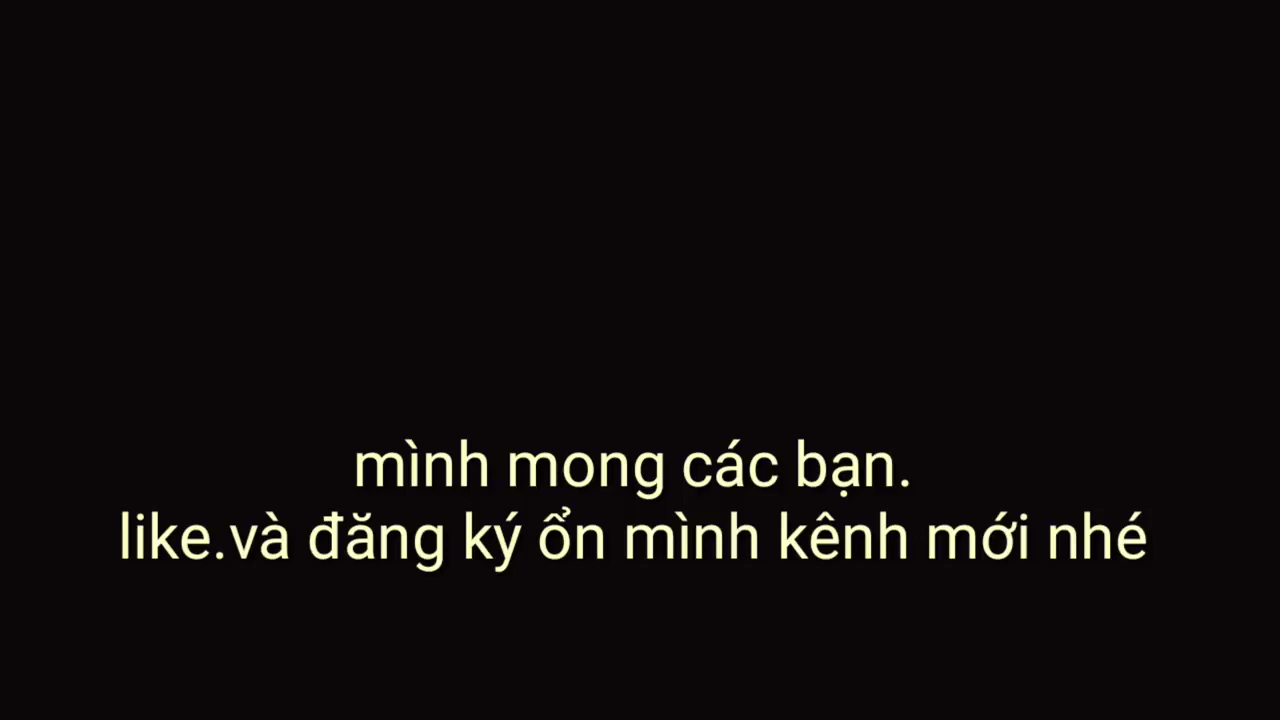 mình mong các bạn.
like.và đăng ký ổn mình kênh mới nhé